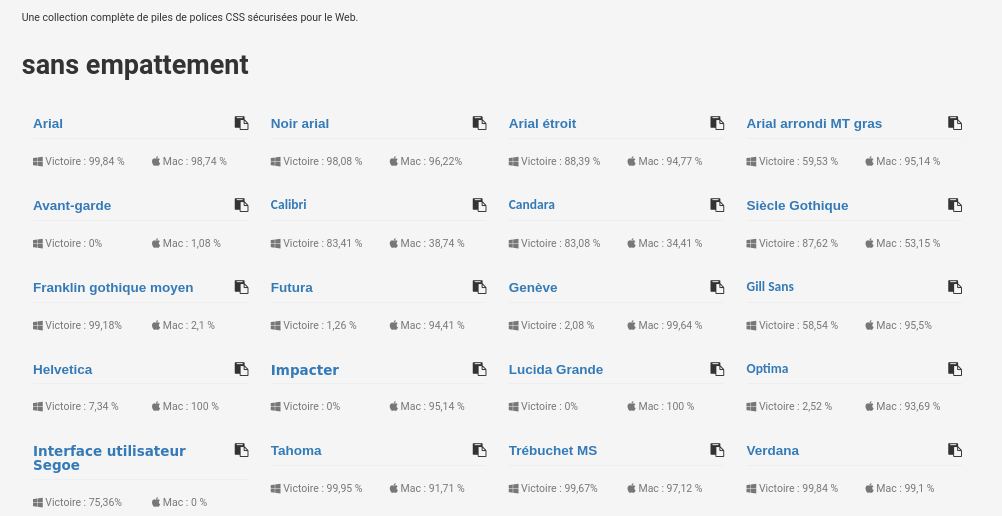 Une collection complète de piles de polices CSS sécurisées pour le Web.
sans empattement
Arial
Noir arial
Arial étroit
Arial arrondi MT gras
Victoire : 99,84 %
Mac : 98,74 %
Victoire : 98,08 %
Mac : 96,22%
Victoire : 88,39 %
Mac : 94,77 %
Victoire : 59,53 %
Mac : 95,14 %
Avant-garde
Calibri
Candara
Siècle Gothique
Victoire : 0%
Mac : 1,08 %
Victoire : 83,41 %
Mac : 38,74 %
Victoire : 83,08 %
Mac : 34,41 %
Victoire : 87,62 %
Mac : 53,15 %
Franklin gothique moyen
Futura
Genève
Gill Sans
Victoire : 99,18%
Mac : 2,1 %
Victoire : 1,26 %
Mac : 94,41 %
Victoire : 2,08 %
Mac : 99,64 %
Victoire : 58,54 %
Mac : 95,5%
Helvetica
Impacter
Lucida Grande
Optima
Victoire : 7,34 %
Mac : 100 %
Victoire : 0%
Mac : 95,14 %
Victoire : 0%
Mac : 100 %
Victoire : 2,52 %
Mac : 93,69 %
Interface utilisateur
Segoe
Tahoma
Trébuchet MS
Verdana
Victoire : 75,36%
Mac : 0 %
Victoire : 99,95 %
Mac : 91,71 %
Victoire : 99,67%
Mac : 97,12 %
Victoire : 99,84 %
Mac : 99,1 %